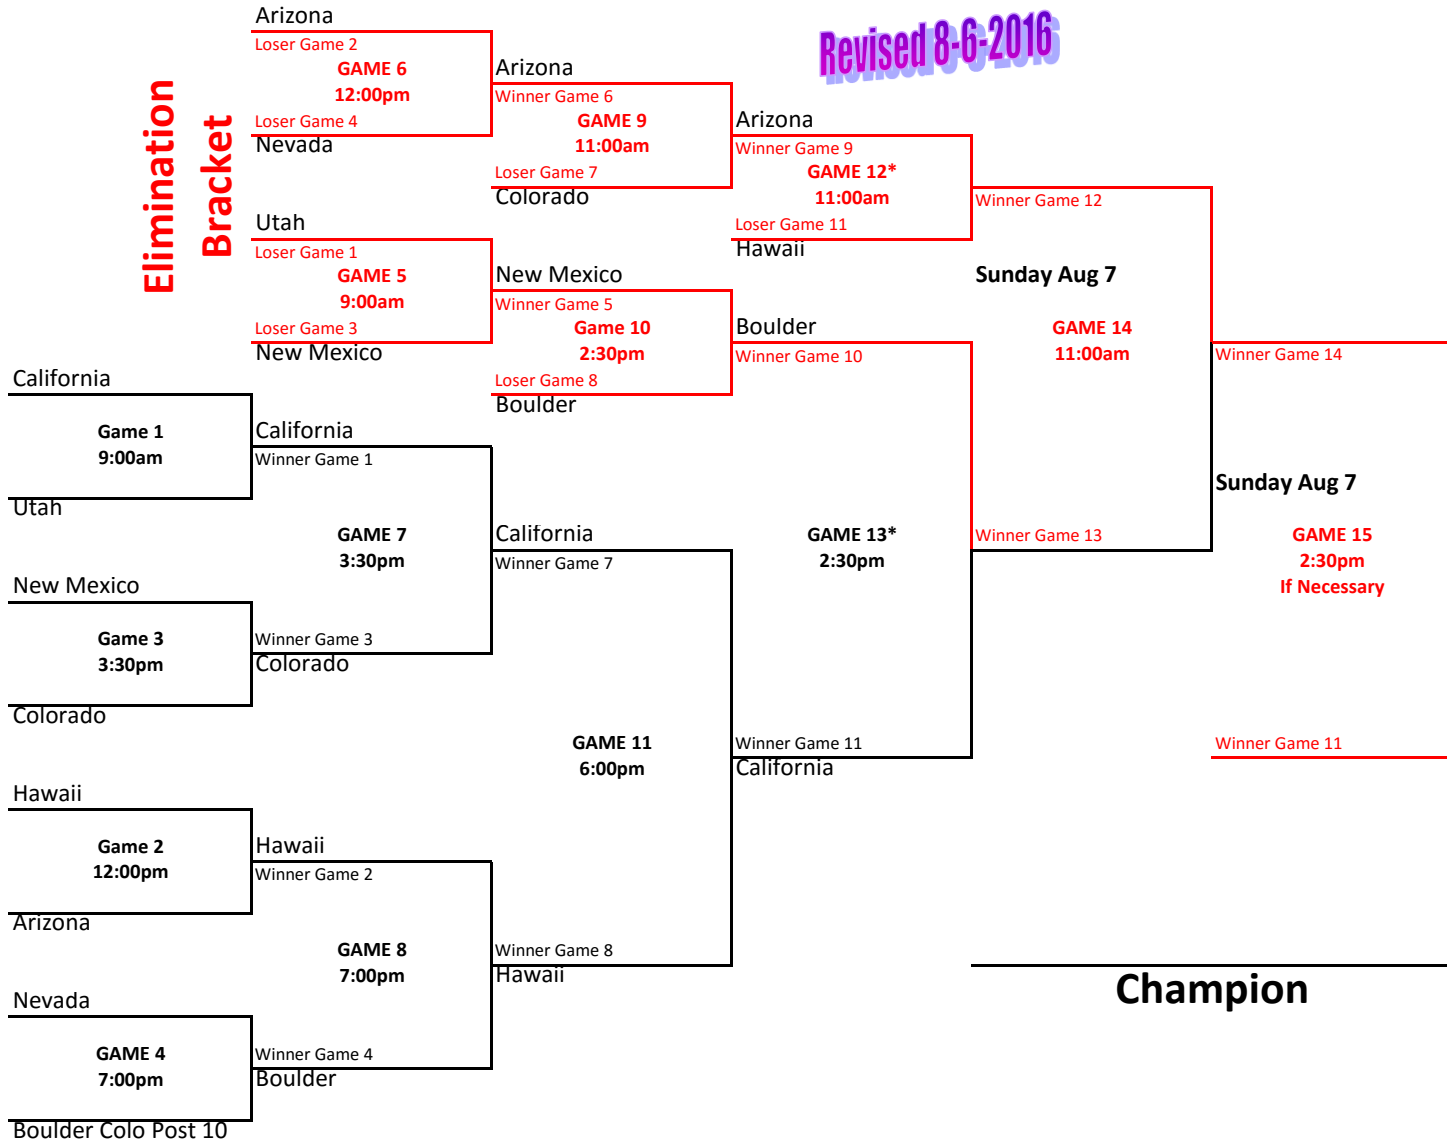 Arizona
Revised 8-6-2016
Loser Game 2
GAME 6
12:00pm
Loser Game 4
Nevada
Elimination
Bracket
Arizona
Winner Game 6
GAME 9
11:00am
Loser Game 7
Colorado
Arizona
Winner Game 9
GAME 12*
11:00am
Loser Game 11
Hawaii
Winner Game 12
Utah
Loser Game 1
GAME 5
9:00am
Loser Game 3
New Mexico
New Mexico
Winner Game 5
Game 10
2:30pm
Loser Game 8
Boulder
Boulder
Winner Game 10
Sunday Aug 7
GAME 14
11:00am
Winner Game 14
California
Game 1
9:00am
Utah
California
Winner Game 1
GAME 7
3:30pm
Winner Game 3
Colorado
California
Winner Game 7
GAME 13*
2:30pm
Winner Game 13
Sunday Aug 7
GAME 15
2:30pm
If Necessary
New Mexico
Game 3
3:30pm
Colorado
GAME 11
6:00pm
Winner Game 11
California
Winner Game 11
Hawaii
Game 2
12:00pm
Arizona
Hawaii
Winner Game 2
GAME 8
7:00pm
Winner Game 8
Hawaii
Champion
Nevada
GAME 4
7:00pm
Winner Game 4
Boulder
Boulder Colo Post 10